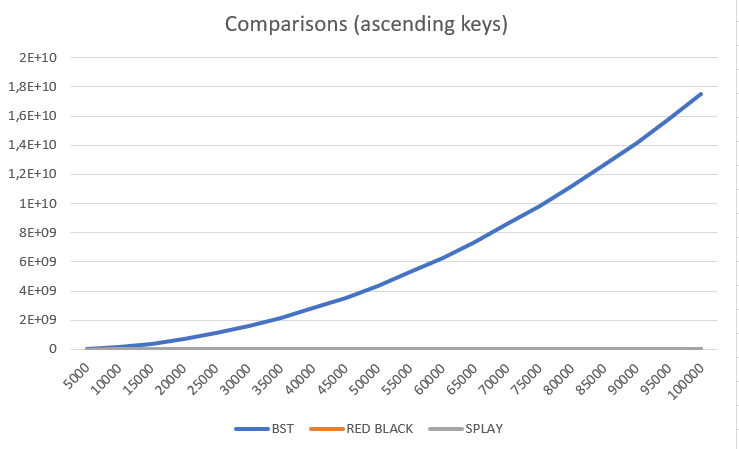 Comparisons (ascending keys)
2E+10
1,8E+10
1,6E+10
1,4E+10
1,2E+10
1E+10
8E+09
6E+09
4E+09
2E+09
0
5000 10000 15000 20000 25000 30000 35000 40000 45000 50000 55000 60000 65000 70000 75000 80000 85000 90000 95000 100000
BST RED BLACK SPLAY